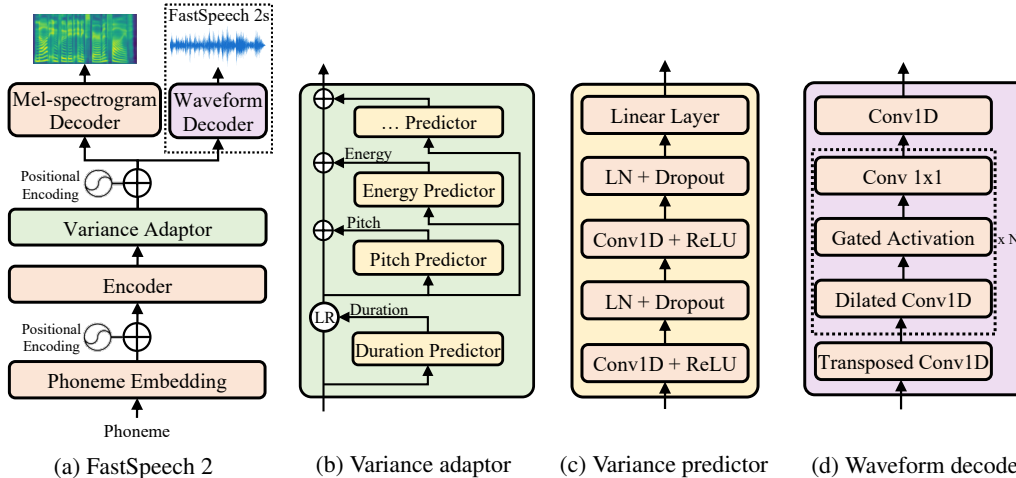 FastSpeech 2s
Mel-spectrogram
Decoder
Waveform
Decoder
Positional
Encoding
Variance Adaptor
Encoder
Positional
Encoding
Phoneme Embedding
Phoneme
(a) FastSpeech 2
… Predictor
Energy
Energy Predictor
Pitch
Pitch Predictor
LR
Duration
Duration Predictor
(b) Variance adaptor
Linear Layer
LN + Dropout
Conv1D + ReLU
LN + Dropout
Conv1D + ReLU
(c) Variance predictor
Conv1D
Conv 1x1
Gated Activation
x N
Dilated Conv1D
Transposed Conv1D
(d) Waveform decode